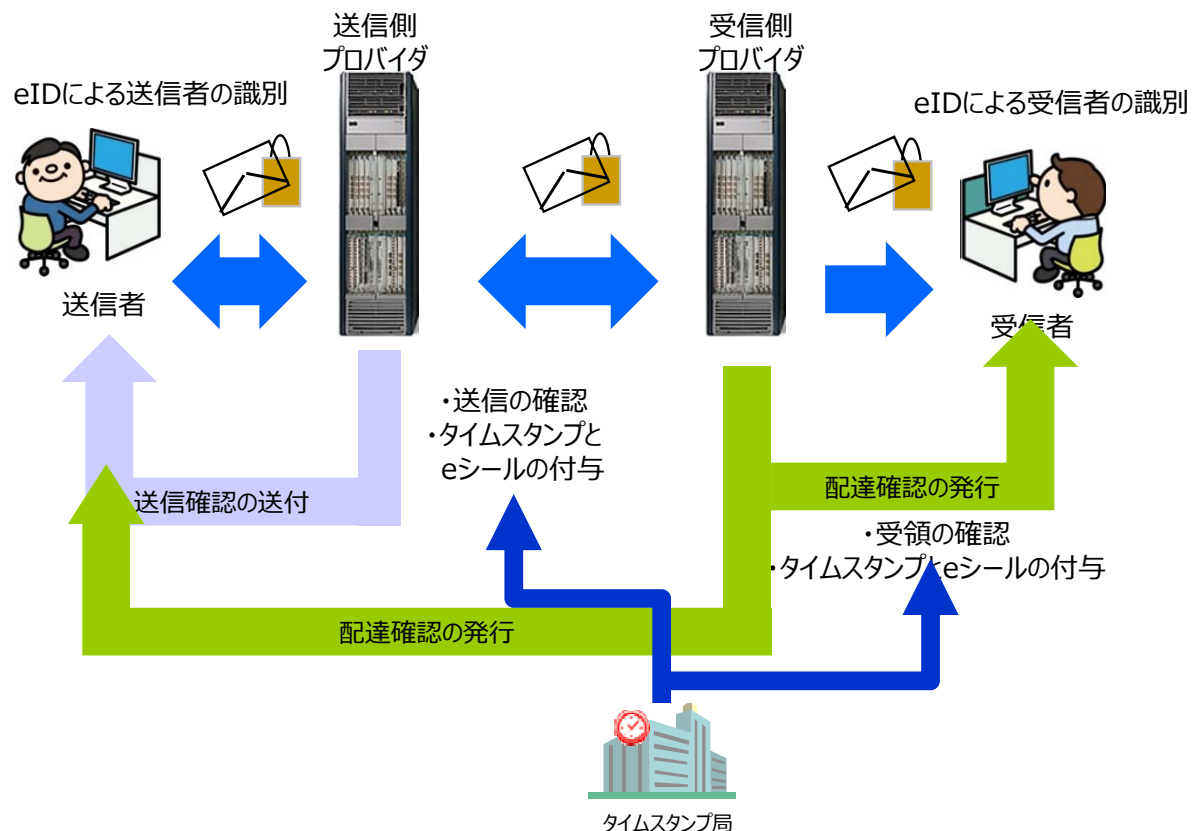 送信側
プロバイダ
受信側
プロバイダ
eIDによる送信者の識別
eIDによる受信者の識別
送信者
受信者
・送信の確認
・タイムスタンプと
eシールの付与
送信確認の送付
配達確認の発行
・受領の確認
・タイムスタンプとeシールの付与
配達確認の発行
タイムスタンプ局